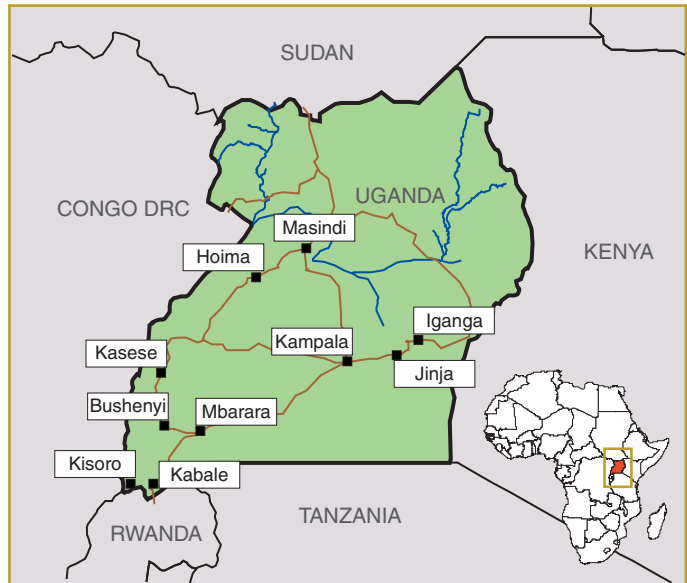 SUDAN
CONGO DRC
UGANDA
Masindi
Hoima
KENYA
Iganga
Kampala
Kasese
Jinja
Bushenyi
Mbarara
Kisoro
Kabale
TANZANIA
RWANDA